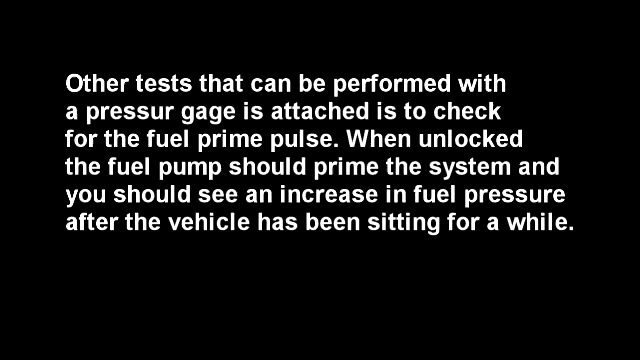 Other tests that can be performed with
a pressur gage is attached is to check
for the fuel prime pulse. When unlocked
the fuel pump should prime the system and
you should see an increase in fuel pressure
after the vehicle has been sitting for a while.